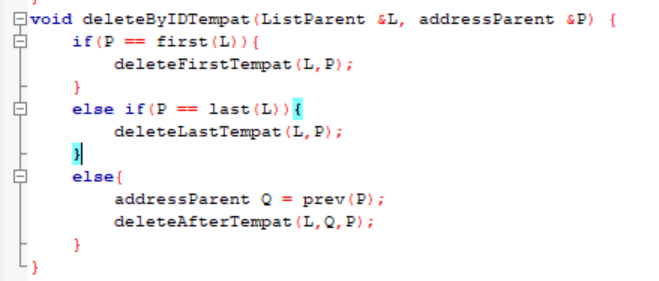 void deleteByIDTempat(ListParent &L, addressParent &P) {
    if(P == first(L)){
        deleteFirstTempat(L,P);
    }
    else if(P == last(L)){
        deleteLastTempat(L,P);
    }
    else{
        addressParent Q = prev(P);
        deleteAfterTempat(L,Q,P);
    }
}